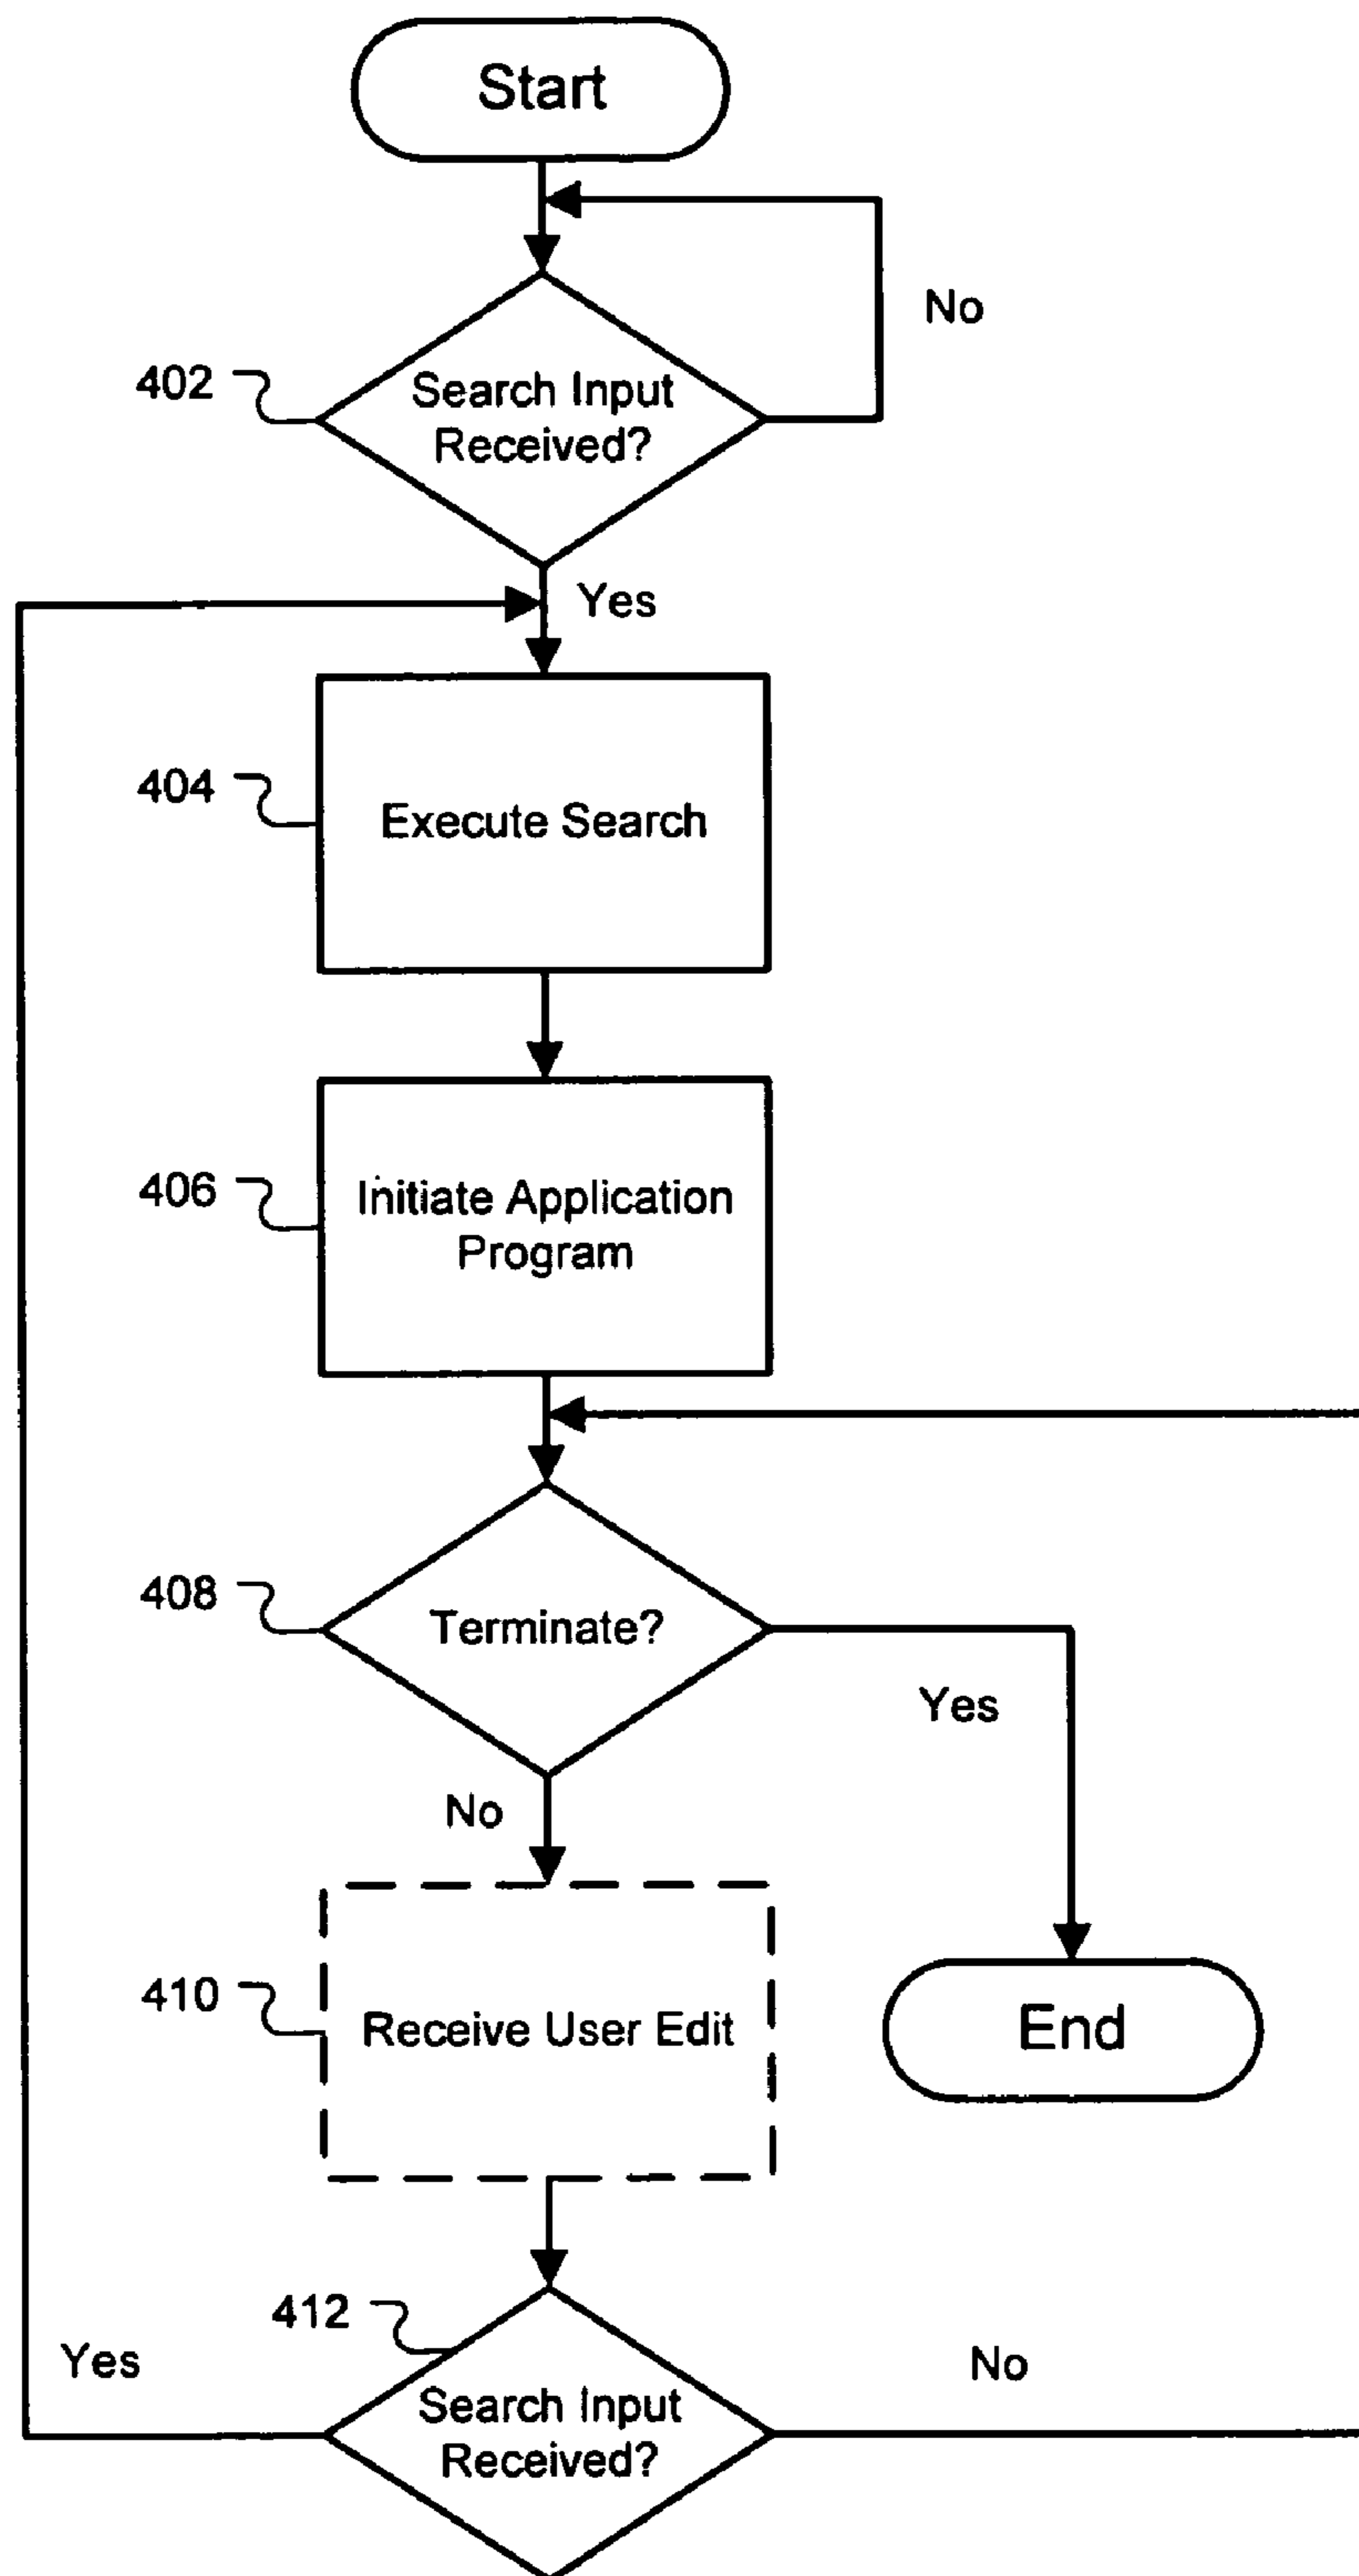 Start
No
402
Search Input
Received?
Yes
404
Execute Search
406
Initiate Application
Program
408
Terminate?
Yes
No
410
Receive User Edit
End
412
Yes
No
Search Input
Received?